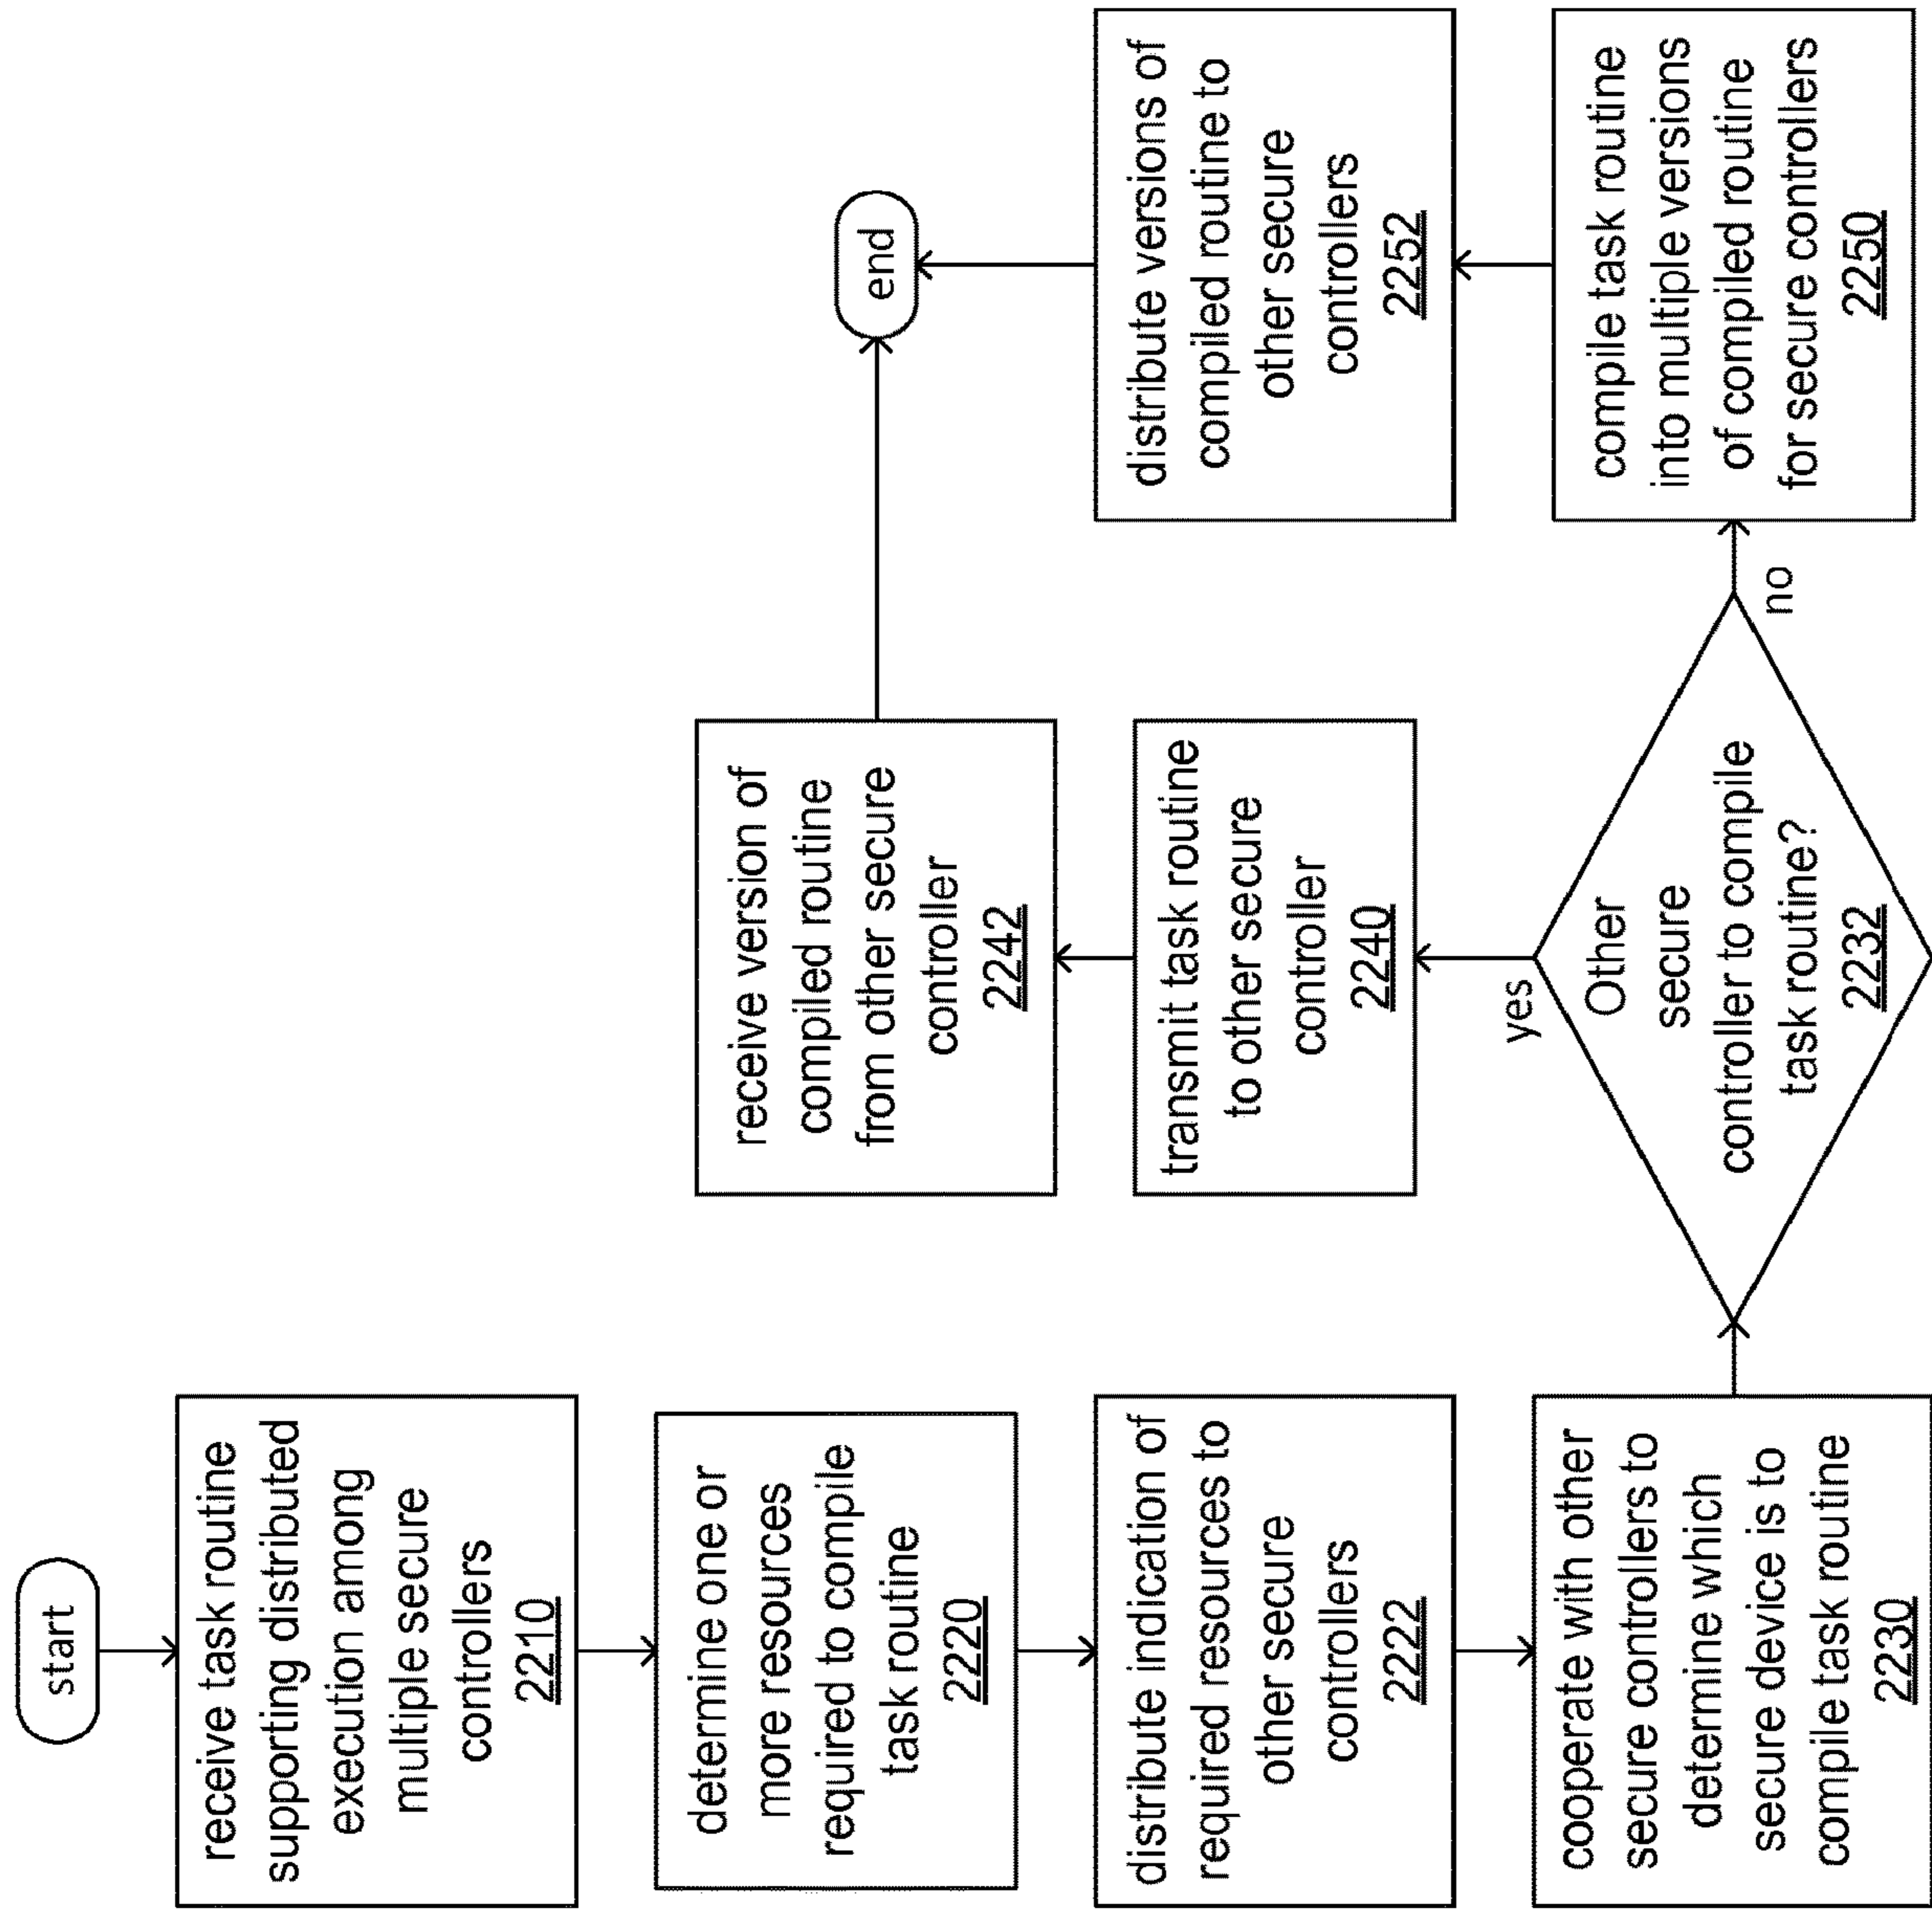 start
receive task routine
supporting distributed
execution among
multiple secure
controllers
2210
determine one or
more resources
required to compile
task routine
2220
distribute indication of
required resources to
other secure
controllers
2222
cooperate with other
secure controllers to
determine which
secure device is to
compile task routine
2230
Other
secure
controller to compile
task routine?
2232
yes
transmit task routine
to other secure
controller
2240
receive version of
compiled routine
from other secure
controller
2242
no
compile task routine
into multiple versions
of compiled routine
for secure controllers
2250
distribute versions of
compiled routine to
other secure
controllers
2252
end